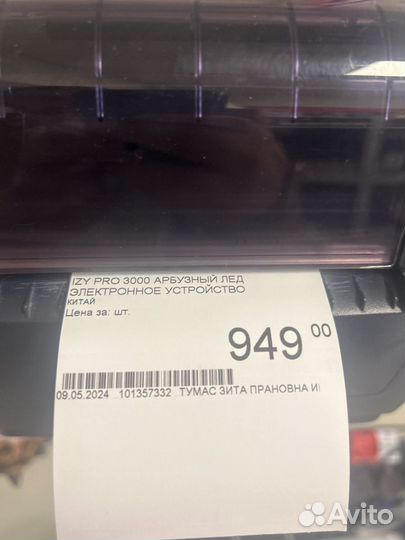 IZY PRO 3000 АРБУЗНЫЙ ЛЕД
ЭЛЕКТРОННОЕ УСТРОЙСТВО
КИТАЙ
Цена за: шт.
949 00
09.05.2024 101357332 ТУМАС ЗИТА ПРАНОВНА И
Avito